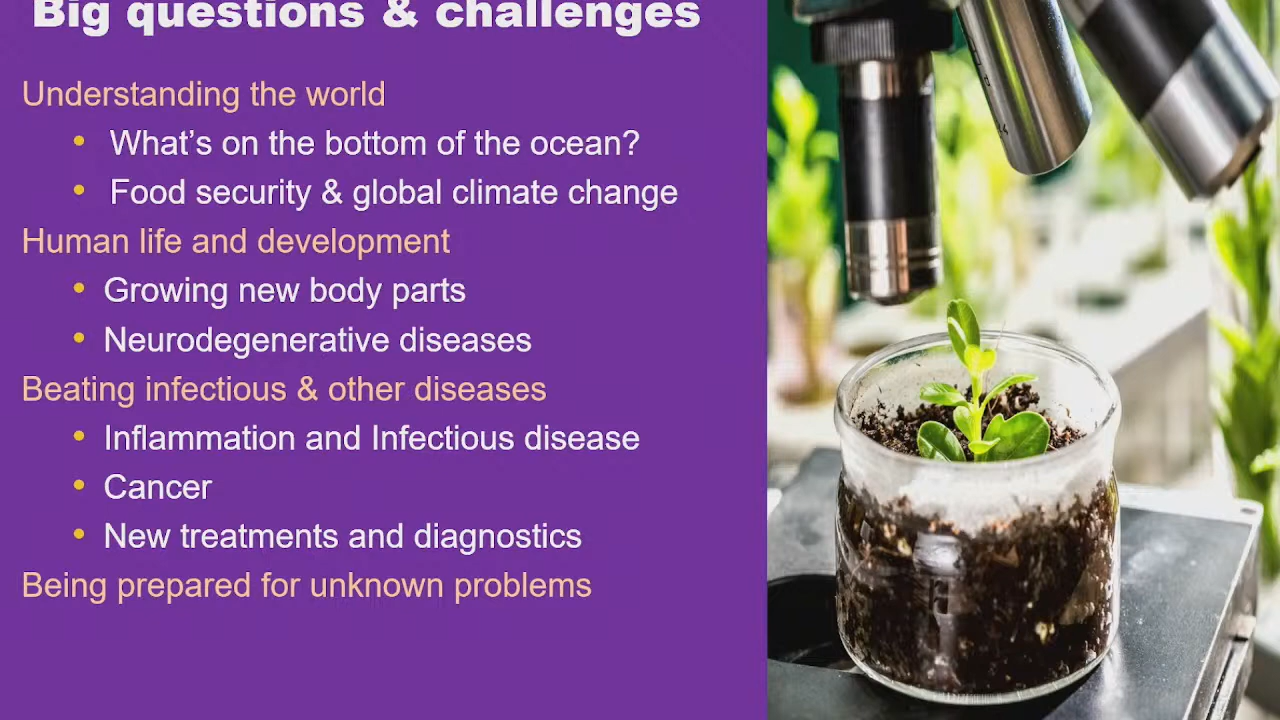 Big questions & challenges
Understanding the world
• What's on the bottom of the ocean?
• Food security & global climate change
Human life and development
• Growing new body parts
• Neurodegenerative diseases
Beating infectious & other diseases
• Inflammation and Infectious disease
• Cancer
• New treatments and diagnostics
Being prepared for unknown problems